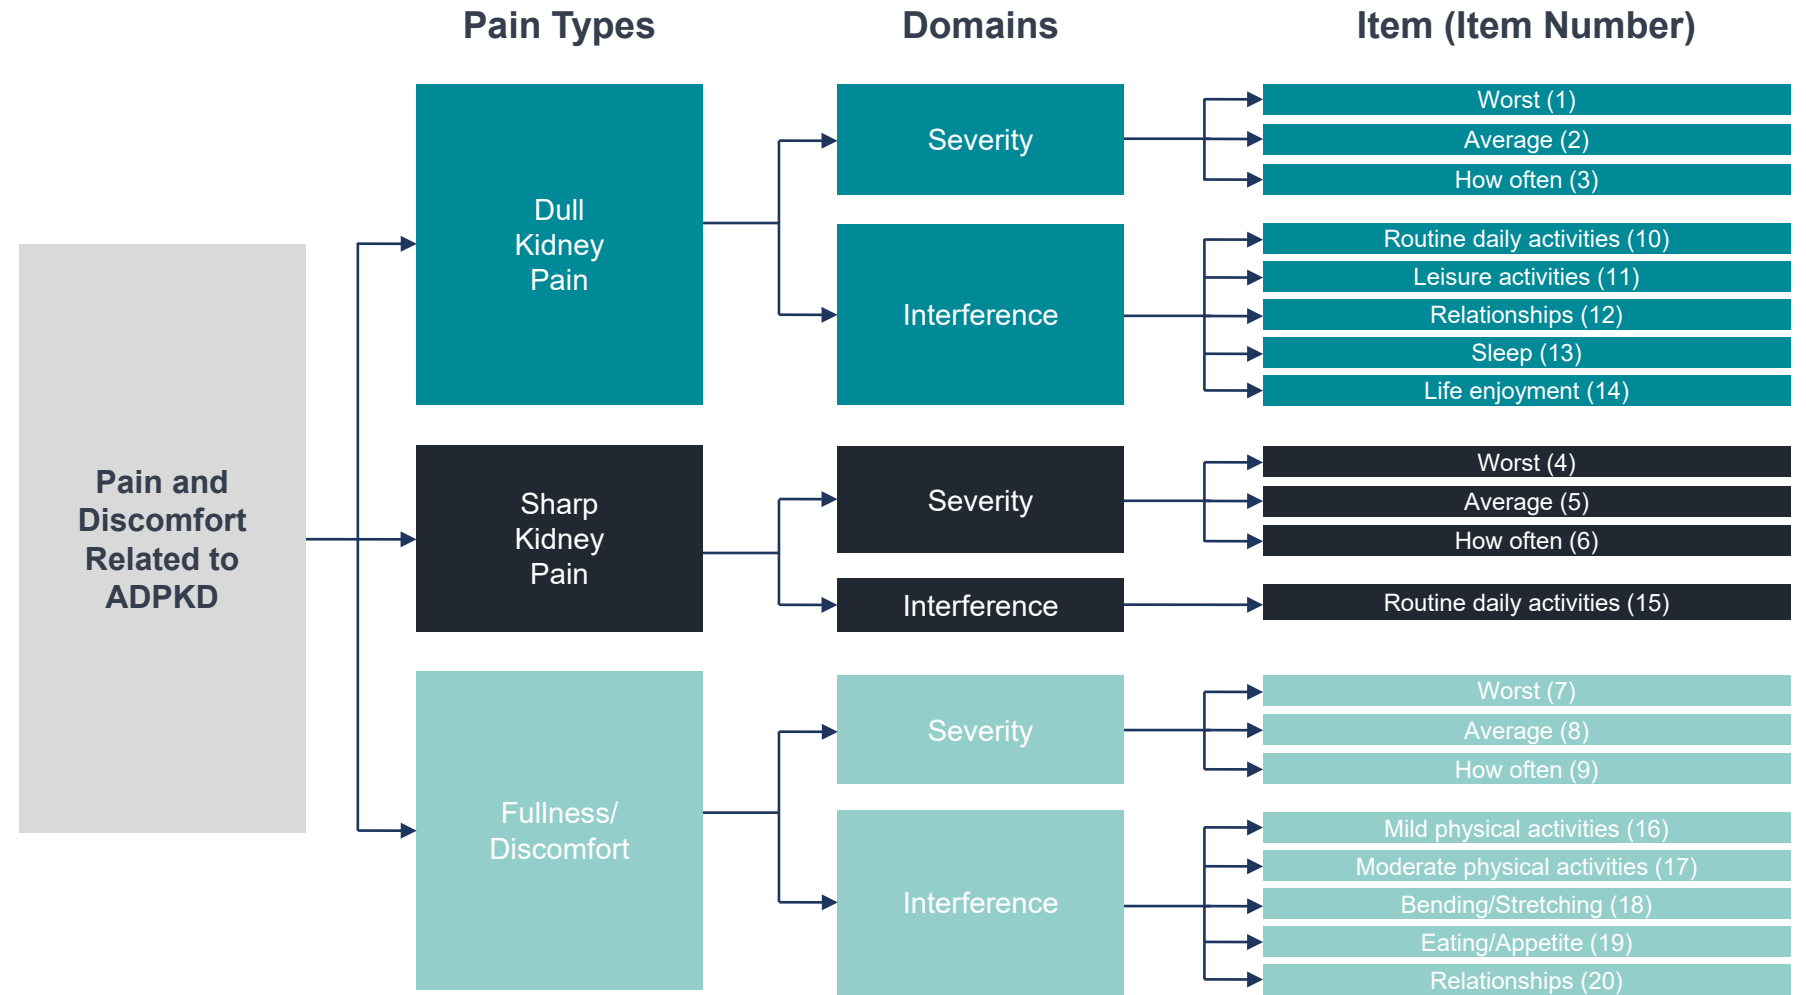 Pain Types
Domains
Item (Item Number)
Pain and
Discomfort
Related to
ADPKD
Dull
Kidney
Pain
Severity
Worst (1)
Average (2)
How often (3)
Interference
Routine daily activities (10)
Leisure activities (11)
Relationships (12)
Sleep (13)
Life enjoyment (14)
Sharp
Kidney
Pain
Severity
Worst (4)
Average (5)
How often (6)
Interference
Routine daily activities (15)
Fullness/
Discomfort
Severity
Worst (7)
Average (8)
How often (9)
Interference
Mild physical activities (16)
Moderate physical activities (17)
Bending/Stretching (18)
Eating/Appetite (19)
Relationships (20)